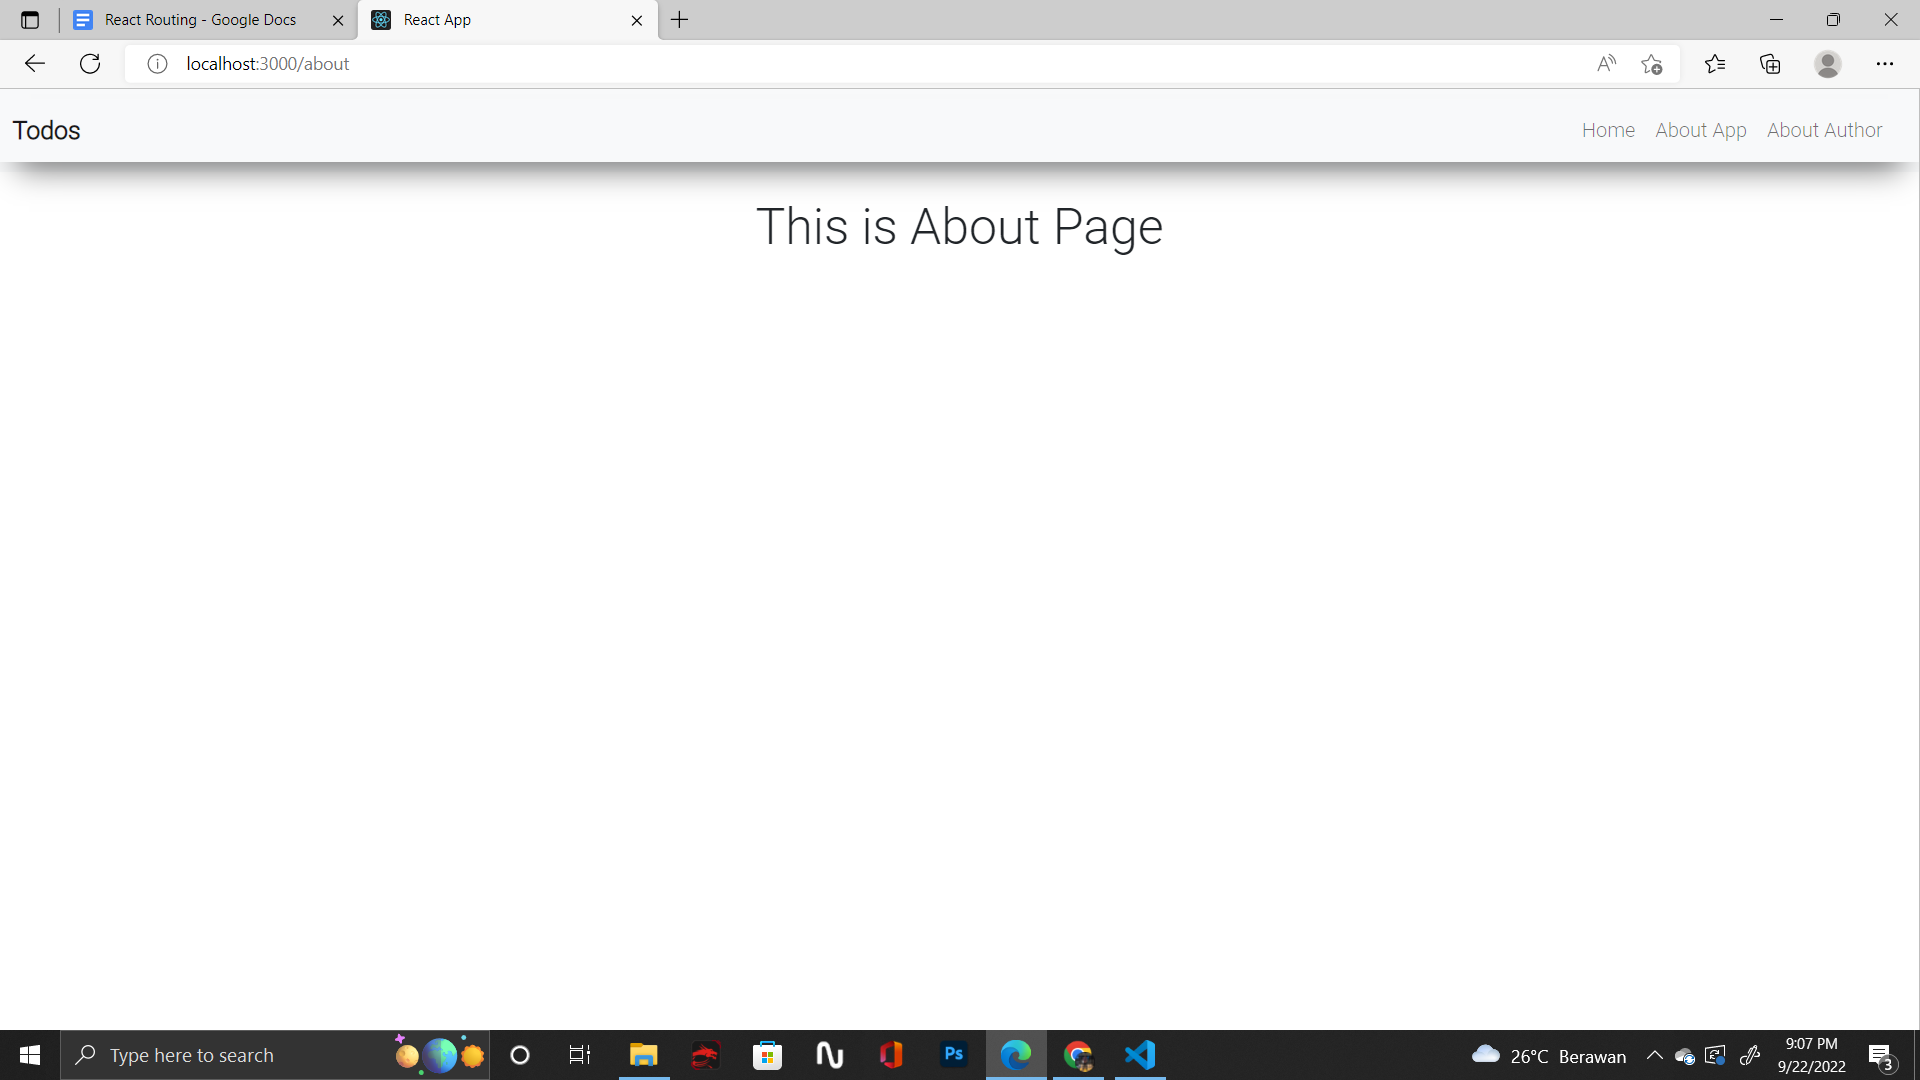 React Routing - Google Docs
React App
localhost:3000/about
Todos
Home
About App
About Author
This is About Page
Type here to search
Ps
26°C Berawan
9:07 PM
9/22/2022
3